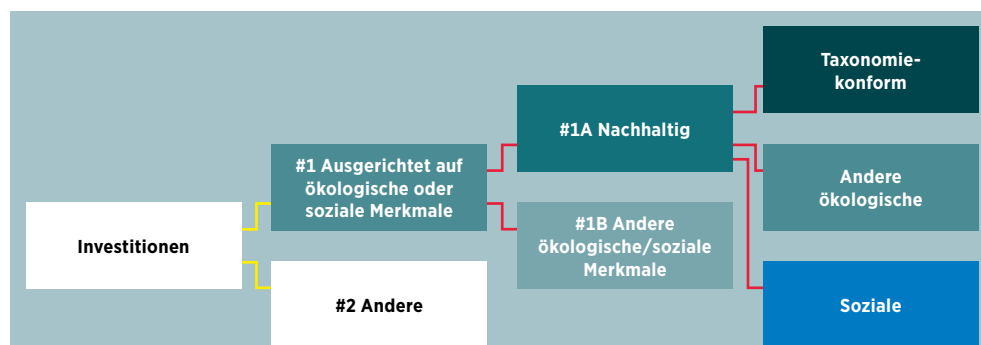 Investitionen
#1 Ausgerichtet auf
ökologische oder
soziale Merkmale
#2 Andere
#1A Nachhaltig
#1B Andere
ökologische/soziale
Merkmale
Taxonomie-
konform
Andere
ökologische
Soziale